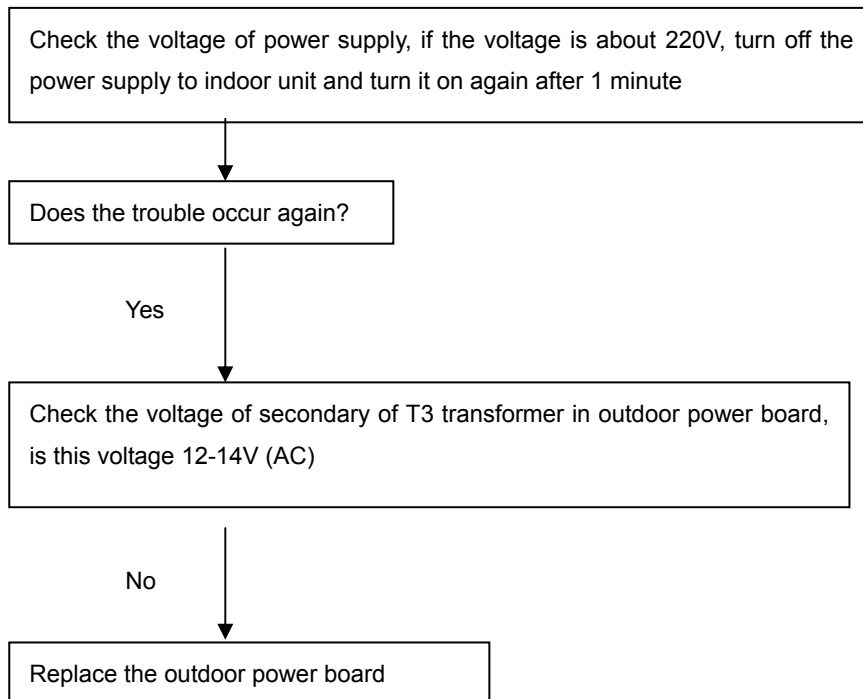 Check the voltage of power supply, if the voltage is about 220V, turn off the
power supply to indoor unit and turn it on again after 1 minute
Does the trouble occur again?
Yes
Check the voltage of secondary of T3 transformer in outdoor power board,
is this voltage 12-14V (AC)
No
Replace the outdoor power board